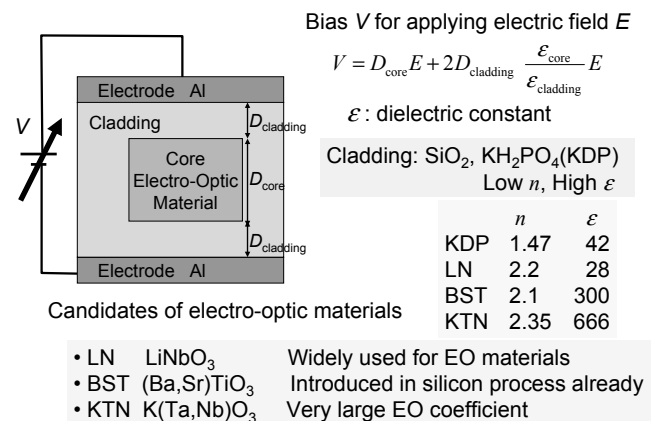 Bias V for applying electric field E
V = D_core E + 2D_cladding ε_core / ε_cladding E
ε : dielectric constant
Electrode Al
Cladding
D_cladding
V
Core
Electro-Optic
Material
D_core
D_cladding
Electrode Al
Cladding: SiO₂, KH₂PO₄(KDP)
Low n, High ε
n ε
KDP 1.47 42
LN 2.2 28
BST 2.1 300
KTN 2.35 666
Candidates of electro-optic materials
• LN LiNbO₃ Widely used for EO materials
• BST (Ba,Sr)TiO₃ Introduced in silicon process already
• KTN K(Ta,Nb)O₃ Very large EO coefficient